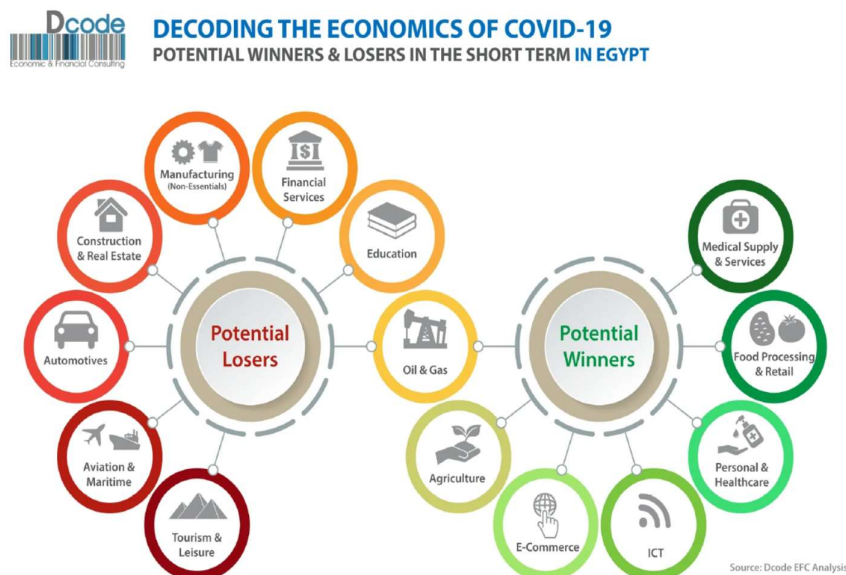 Dcode
Economic & Financial Consulting
DECODING THE ECONOMICS OF COVID-19
POTENTIAL WINNERS & LOSERS IN THE SHORT TERM IN EGYPT
Manufacturing
(Non-Essentials)
Financial
Services
Construction
& Real Estate
Education
Automotives
Potential
Losers
Oil & Gas
Aviation &
Maritime
Tourism &
Leisure
Potential
Winners
Medical Supply
& Services
Food Processing
& Retail
Personal &
Healthcare
ICT
E-Commerce
Agriculture
Source: Dcode EFC Analysis